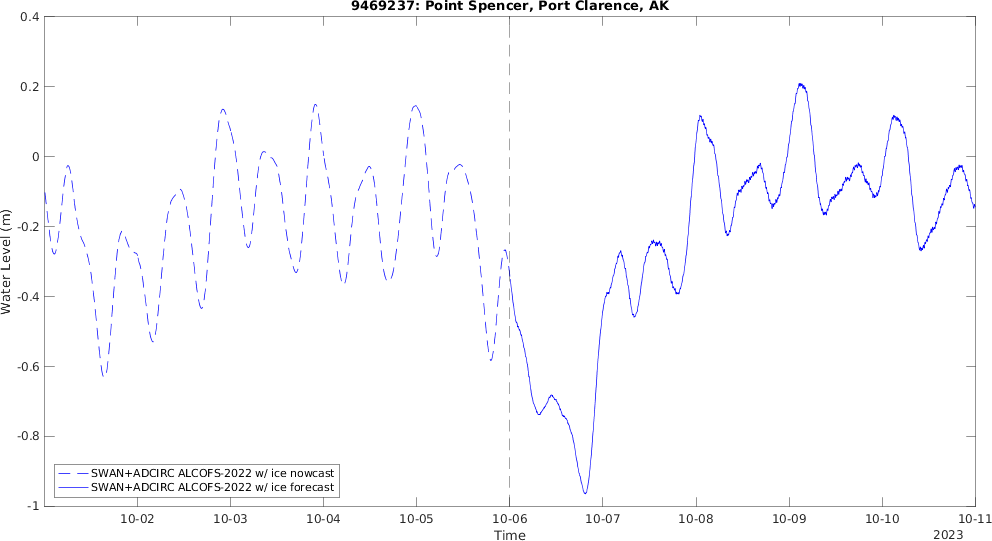 9469237: Point Spencer, Port Clarence, AK
0.4
0.2
0
-0.2
-0.4
-0.6
-0.8
-1
Water Level (m)
SWAN+ADCIRC ALCOFS-2022 w/ ice nowcast
SWAN+ADCIRC ALCOFS-2022 w/ ice forecast
10-02 10-03 10-04 10-05 10-06 10-07 10-08 10-09 10-10 10-11
Time
2023